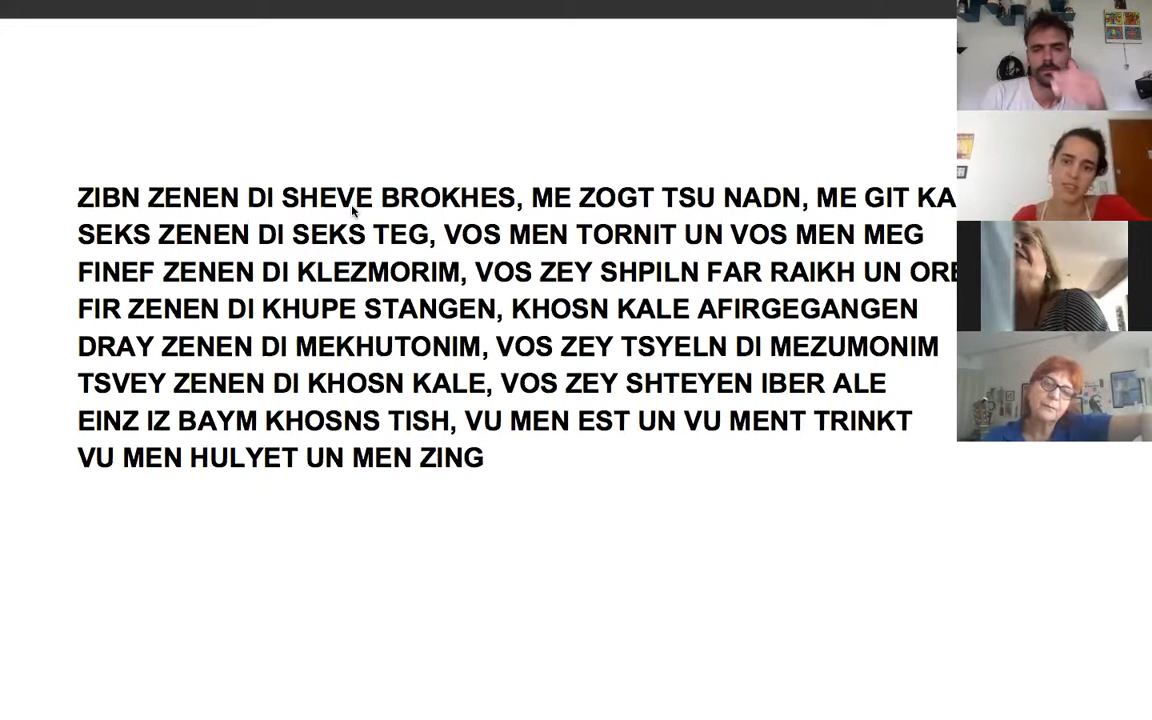 ZIBN ZENEN DI SHEVE BROKHES, ME ZOGT TSU NADN, ME GIT KA
SEKS ZENEN DI SEKS TEG, VOS MEN TORNIT UN VOS MEN MEG
FINEF ZENEN DI KLEZMORIM, VOS ZEY SHPILN FAR RAIKH UN
FIR ZENEN DI KHUPE STANGEN, KHOSN KALE AFIRGEGANGEN
DRAY ZENEN DI MEKHUTONIM, VOS ZEY TSYELN DI MEZUMONIM
TSVEY ZENEN DI KHOSN KALE, VOS ZEY SHTEYEN IBER ALE
EINZ IZ BAYM KHOSNS TISH, VU MEN EST UN VU MENT TRINKT
VU MEN HULYET UN MEN ZING